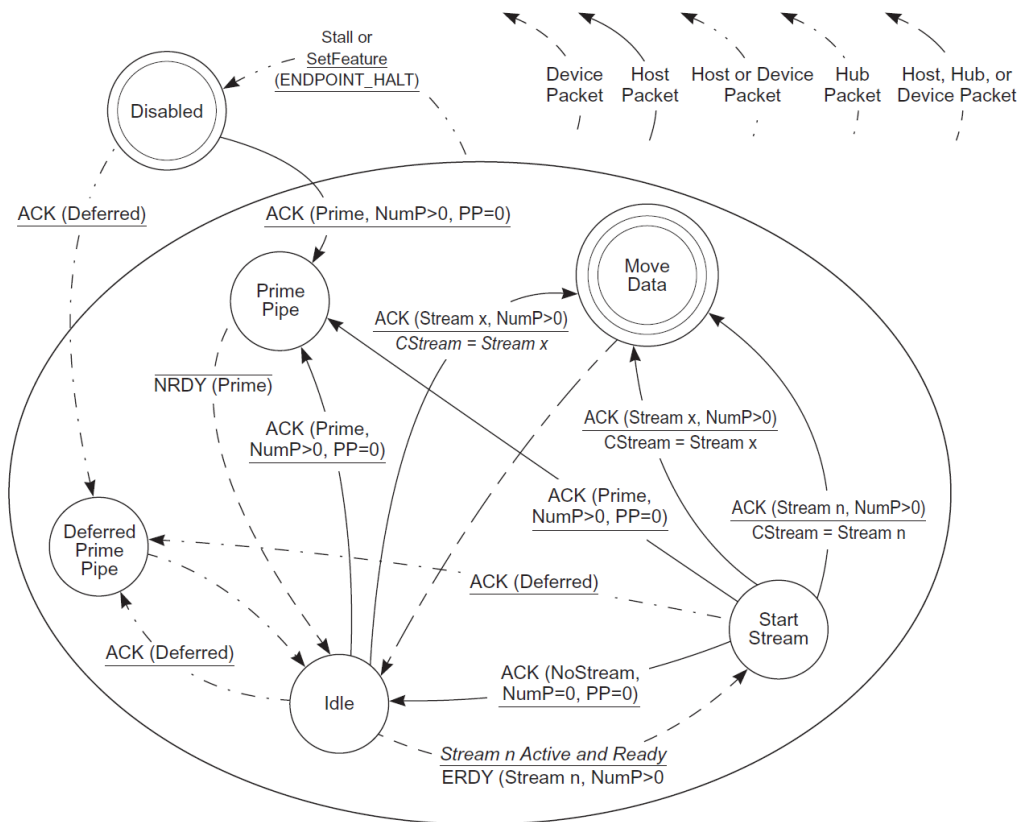 Stall or
SetFeature
(ENDPOINT_HALT)
Device
Packet
Host
Packet
Host or Device
Packet
Hub
Packet
Host, Hub, or
Device Packet
Disabled
ACK (Deferred)
ACK (Prime, NumP>0, PP=0)
Move
Data
Prime
Pipe
ACK (Stream x, NumP>0)
CStream = Stream x
NRDY (Prime)
ACK (Prime,
NumP>0, PP=0)
ACK (Stream x, NumP>0)
CStream = Stream x
ACK (Prime,
NumP>0, PP=0)
ACK (Stream n, NumP>0)
CStream = Stream n
Deferred
Prime
Pipe
ACK (Deferred)
Start
Stream
ACK (Deferred)
ACK (NoStream,
NumP=0, PP=0)
Idle
Stream n Active and Ready
ERDY (Stream n, NumP>0